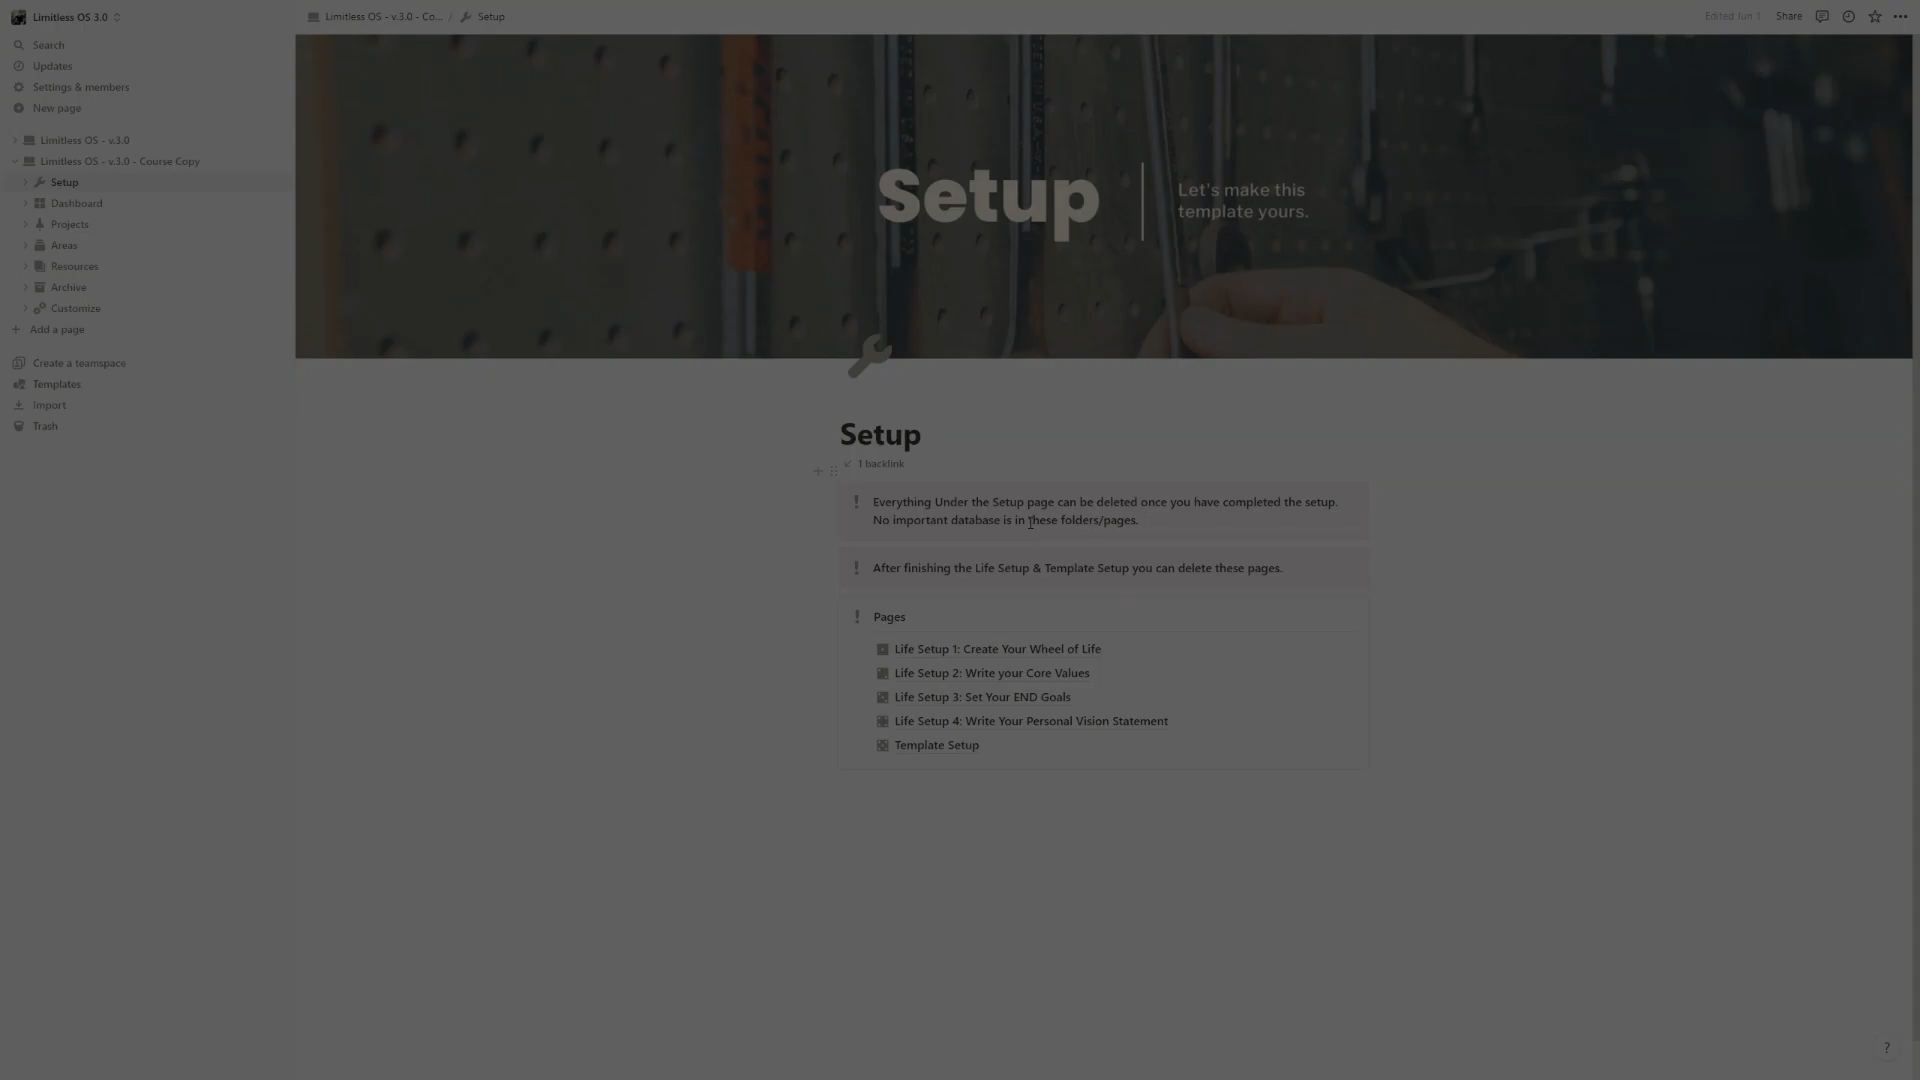 Limitless OS 3.0
Limitless OS - v.3.0 - Co... / Setup
Edited Jun 1
Share
Search
Updates
Settings & members
New page
Limitless OS - v.3.0
Limitless OS - v.3.0 - Course Copy
Setup
Dashboard
Projects
Areas
Resources
Archive
Customize
Add a page
Create a teamspace
Templates
Import
Trash
Setup
Let's make this
template yours.
Setup
1 backlink
Everything Under the Setup page can be deleted once you have completed the setup.
No important database is in these folders/pages.
After finishing the Life Setup & Template Setup you can delete these pages.
Pages
Life Setup 1: Create Your Wheel of Life
Life Setup 2: Write your Core Values
Life Setup 3: Set Your END Goals
Life Setup 4: Write Your Personal Vision Statement
Template Setup
?